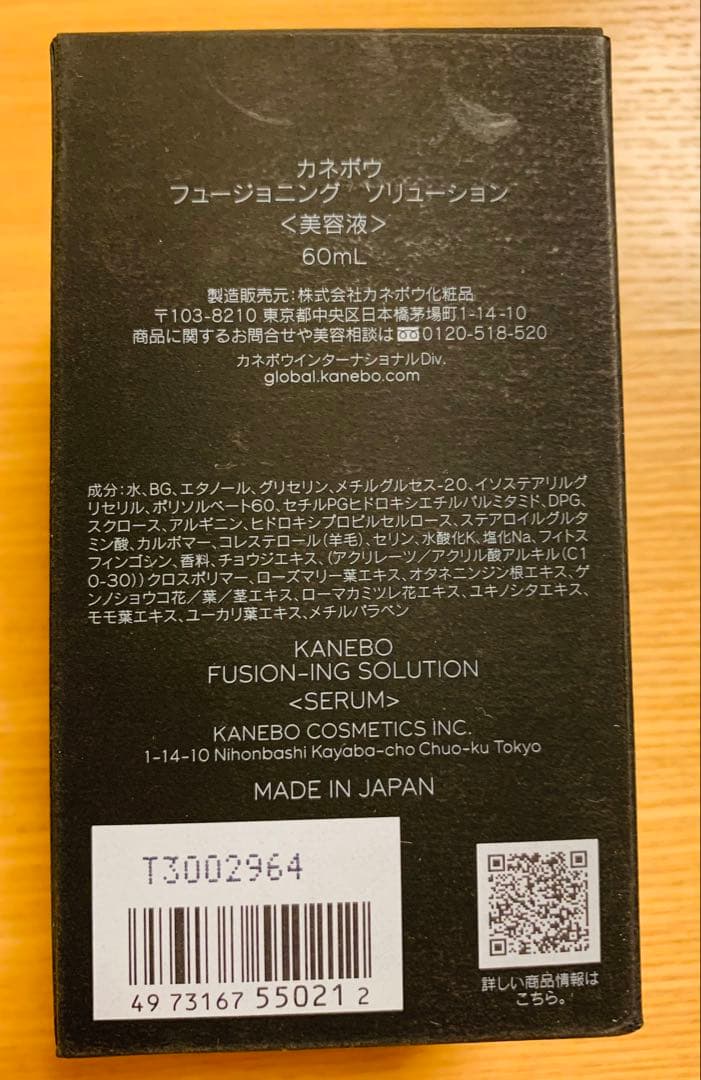 カネボウ
フュージョニング ソリューション
＜美容液＞
60mL
製造販売元：株式会社カネボウ化粧品
〒103-8210 東京都中央区日本橋茅場町1-14-10
商品に関するお問合せや美容相談は 0120-518-520
カネボウインターナショナルDiv.
global.kanebo.com
成分：水、BG、エタノール、グリセリン、メチルグルセス-20、イソステアリルグ
リセリル、ポリソルベート60、セチルPGヒドロキシエチルパルミタミド、DPG、
スクロース、アルギニン、ヒドロキシプロピルセルロース、ステアロイルグルタ
ミン酸、カルボマー、コレステロール（羊毛）、セリン、水酸化K、塩化Na、フィトス
フィンゴシン、香料、チョウジエキス、（アクリレーツ／アクリル酸アルキル（C1
0-30））クロスポリマー、ローズマリー葉エキス、オタネニンジン根エキス、ゲ
ンノショウコ花／葉／茎エキス、ローマカミツレ花エキス、ユキノシタエキス、
モモ葉エキス、ユーカリ葉エキス、メチルパラベン
KANEBO
FUSION-ING SOLUTION
<SERUM>
KANEBO COSMETICS INC.
1-14-10 Nihonbashi Kayaba-cho Chuo-ku Tokyo
MADE IN JAPAN
T3002964
4973167 550212
詳しい商品情報は
こちら。